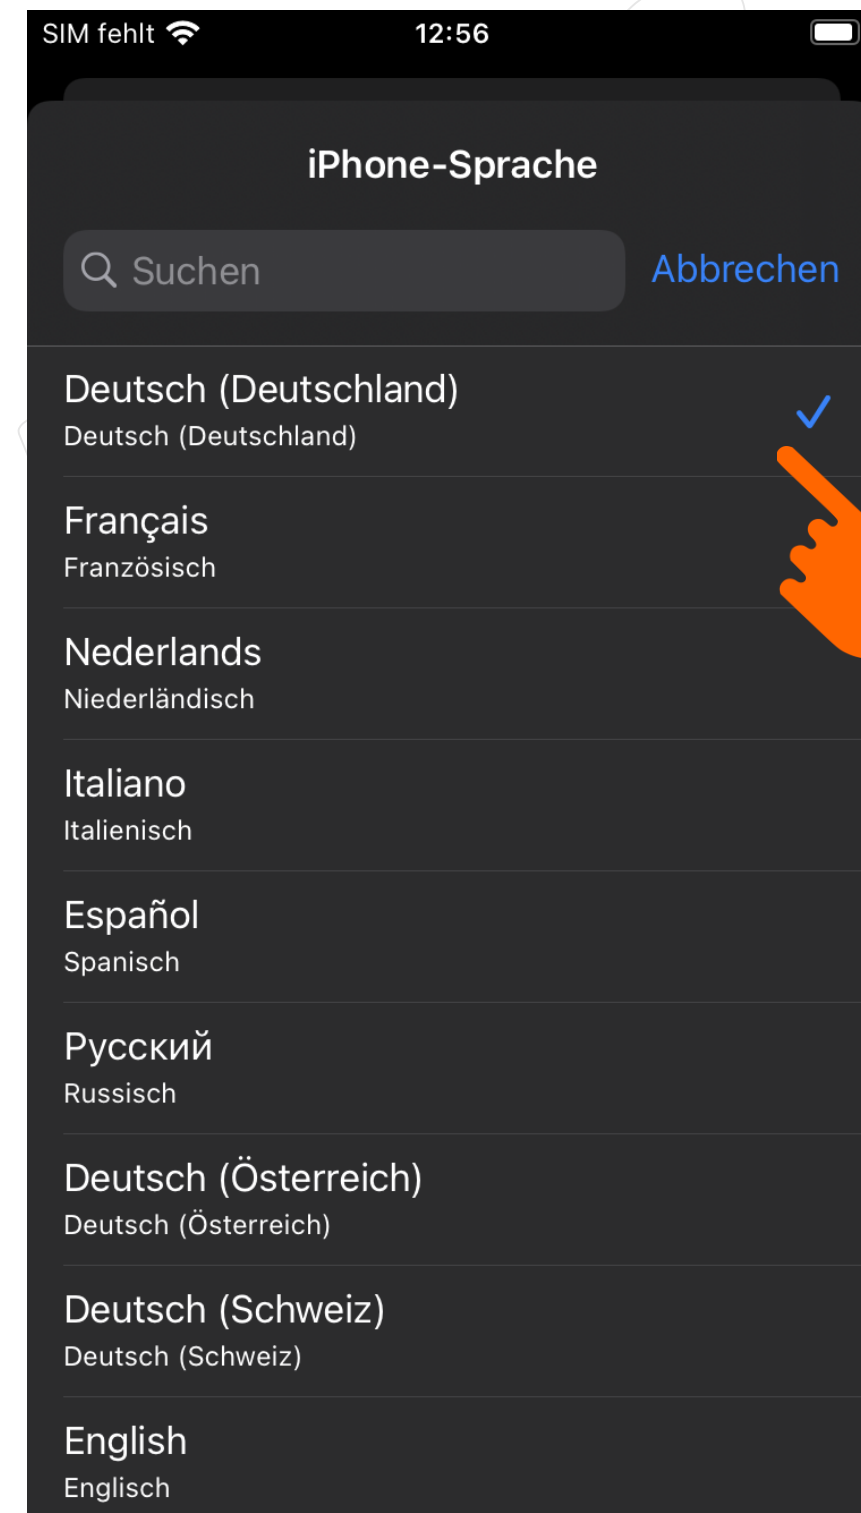 SIM fehlt 12:56
iPhone-Sprache
Suchen Abbrechen
Deutsch (Deutschland)
Deutsch (Deutschland)
Français
Französisch
Nederlands
Niederländisch
Italiano
Italienisch
Español
Spanisch
Русский
Russisch
Deutsch (Österreich)
Deutsch (Österreich)
Deutsch (Schweiz)
Deutsch (Schweiz)
English
Englisch